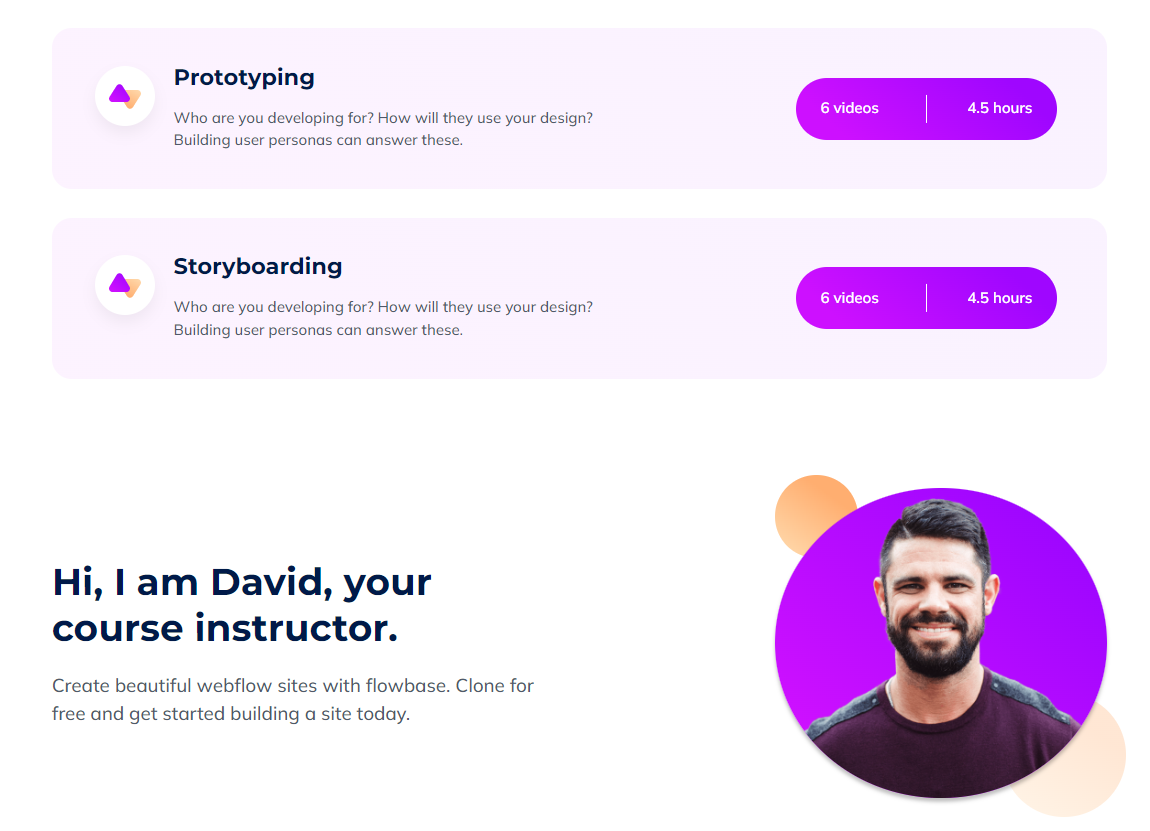 Prototyping
Who are you developing for? How will they use your design?
Building user personas can answer these.
6 videos
4.5 hours
Storyboarding
Who are you developing for? How will they use your design?
Building user personas can answer these.
6 videos
4.5 hours
Hi, I am David, your
course instructor.
Create beautiful webflow sites with flowbase. Clone for
free and get started building a site today.